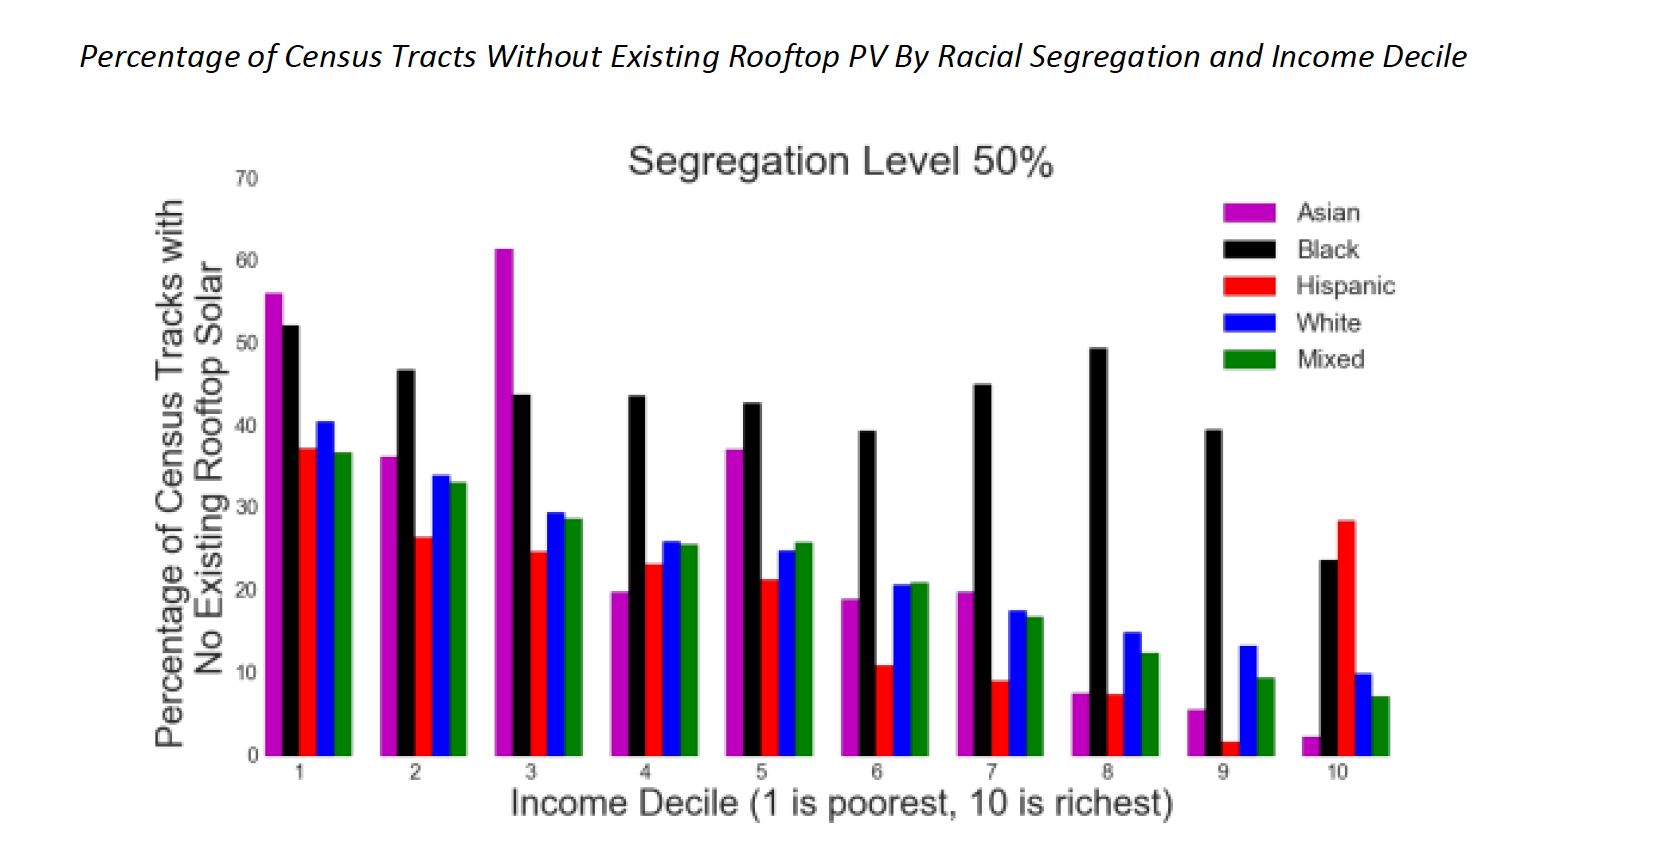 Percentage of Census Tracts Without Existing Rooftop PV By Racial Segregation and Income Decile
Segregation Level 50%
Percentage of Census Tracks with
No Existing Rooftop Solar
70
60
50
40
30
20
10
0
Asian
Black
Hispanic
White
Mixed
1 2 3 4 5 6 7 8 9 10
Income Decile (1 is poorest, 10 is richest)